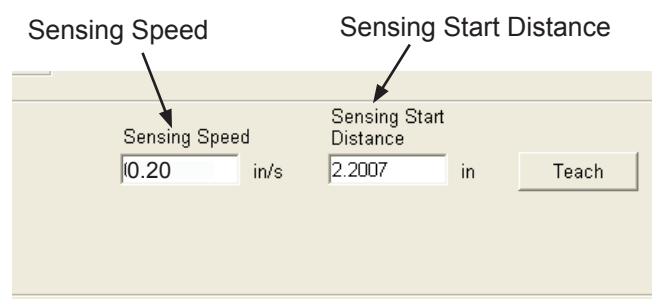 Sensing Speed
Sensing Start Distance
Sensing Speed
Sensing Start
Distance
0.20 in/s
2.2007 in
Teach